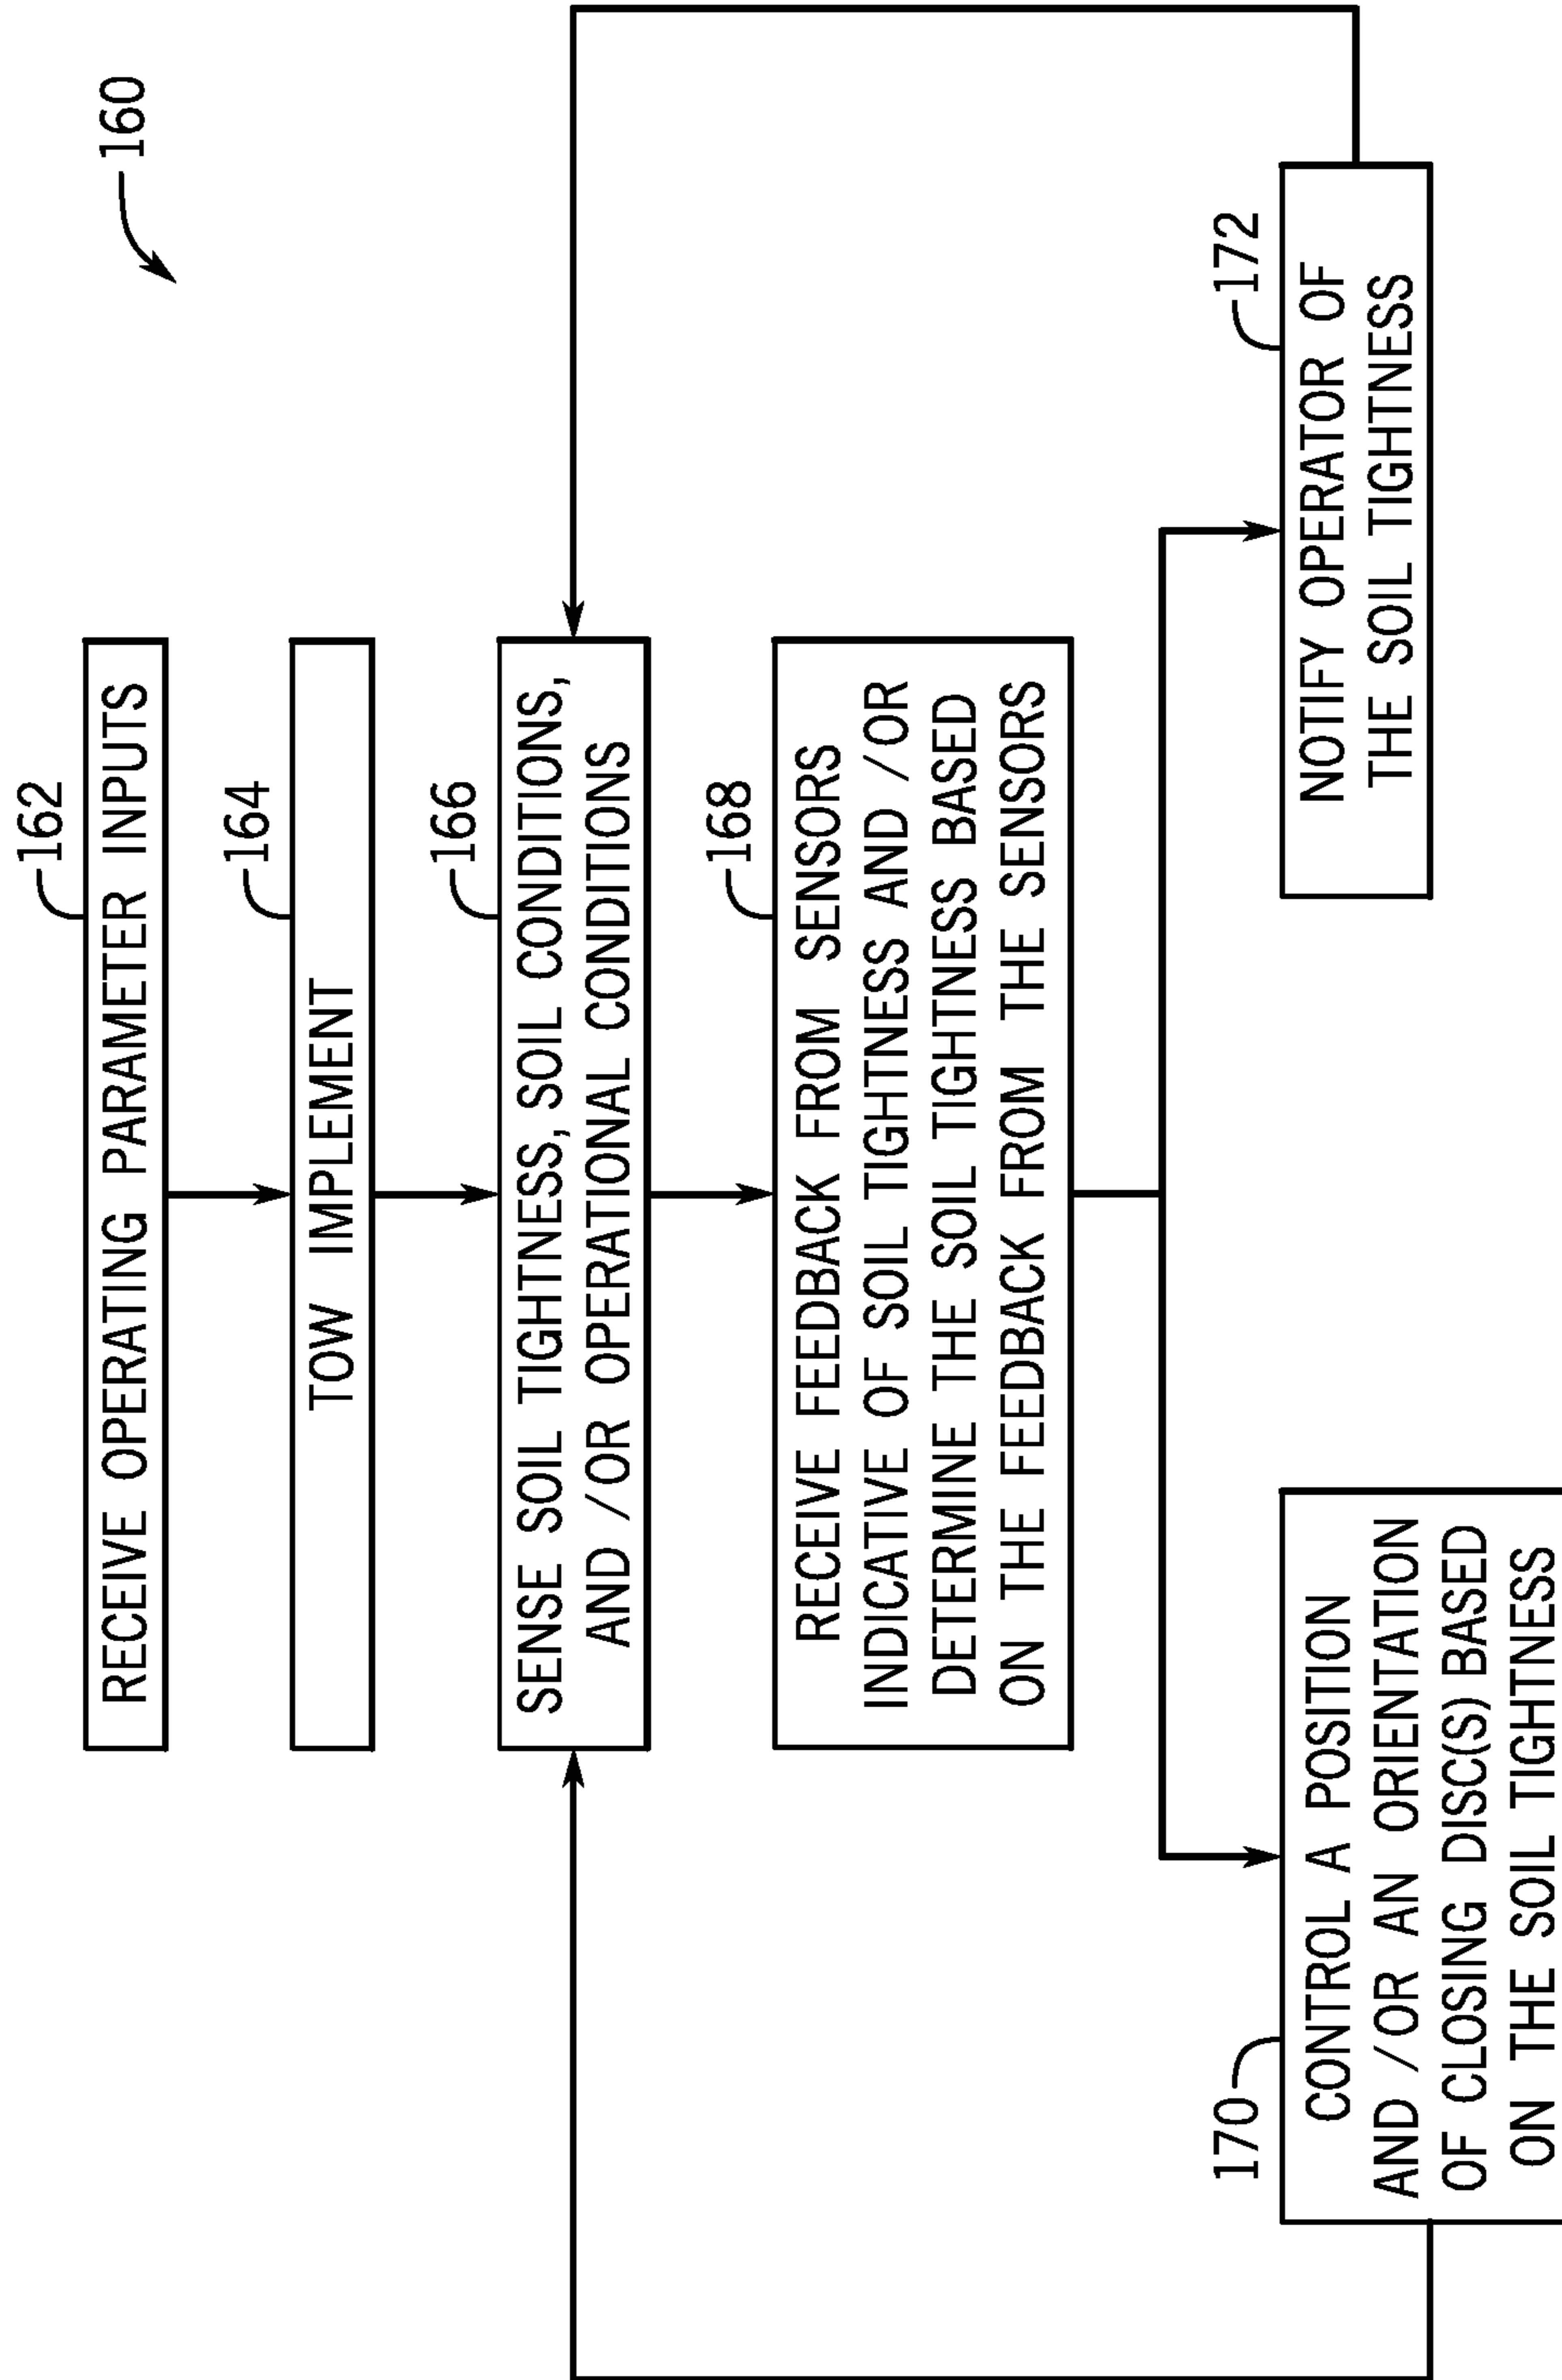 160
162
RECEIVE OPERATING PARAMETER INPUTS
164
TOW IMPLEMENT
166
SENSE SOIL TIGHTNESS, SOIL CONDITIONS,
AND/OR OPERATIONAL CONDITIONS
168
RECEIVE FEEDBACK FROM SENSORS
INDICATIVE OF SOIL TIGHTNESS AND/OR
DETERMINE THE SOIL TIGHTNESS BASED
ON THE FEEDBACK FROM THE SENSORS
170
CONTROL A POSITION
AND/OR AN ORIENTATION
OF CLOSING DISC(S) BASED
ON THE SOIL TIGHTNESS
172
NOTIFY OPERATOR OF
THE SOIL TIGHTNESS